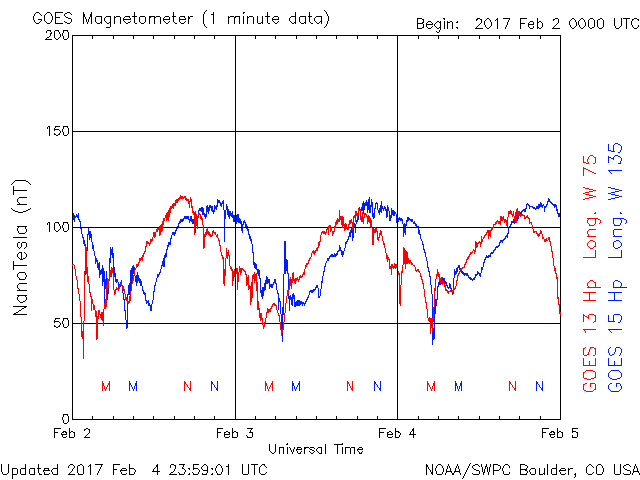 GOES Magnetometer (1 minute data)
Begin: 2017 Feb 2 0000 UTC
200
150
100
50
0
NanoTesla (nT)
M M N N M M N N M M N N
Feb 2 Feb 3 Feb 4 Feb 5
Universal Time
GOES 13 Hp Long. W 75
GOES 15 Hp Long. W 135
Updated 2017 Feb 4 23:59:01 UTC
NOAA/SWPC Boulder, CO USA